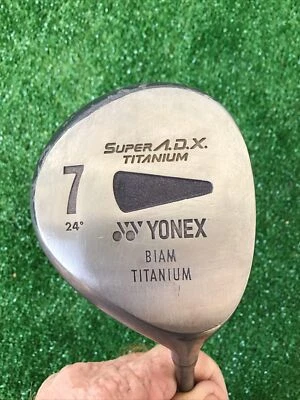 SUPER A.D.X.
TITANIUM
7
24°
YONEX
BIAM
TITANIUM